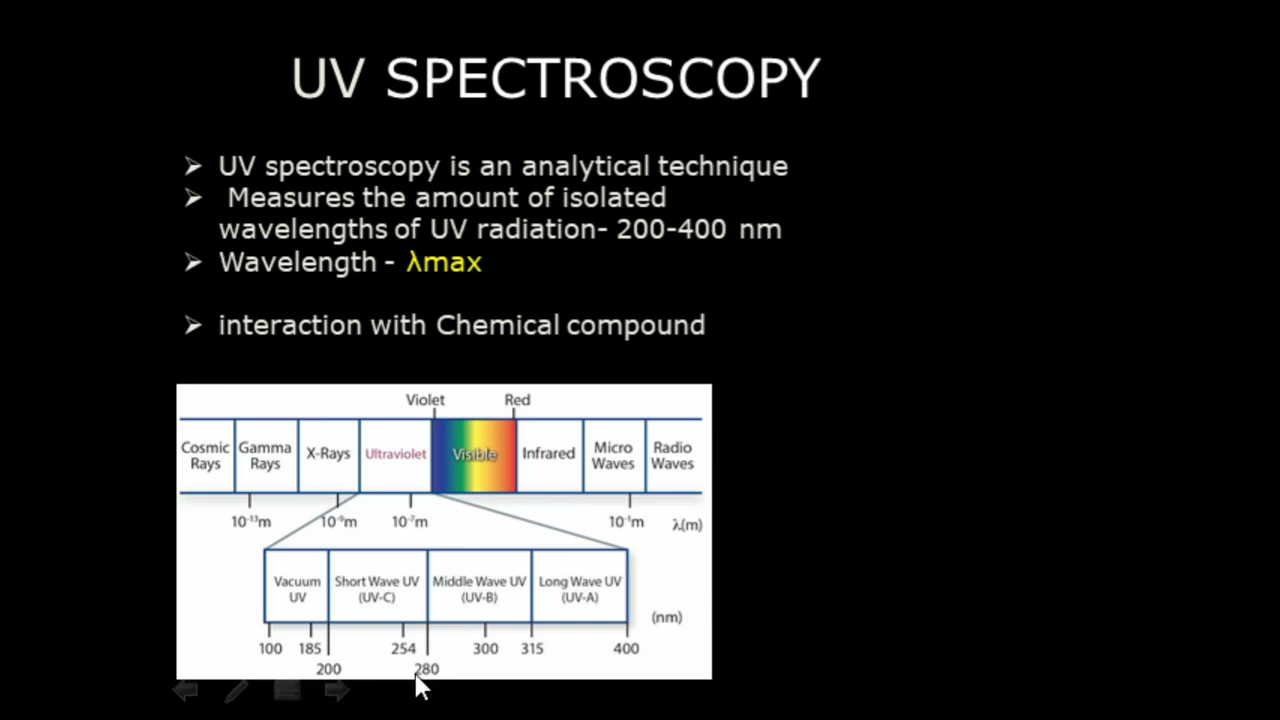 UV SPECTROSCOPY
➢ UV spectroscopy is an analytical technique
➢ Measures the amount of isolated
wavelengths of UV radiation- 200-400 nm
➢ Wavelength - λmax
➢ interaction with Chemical compound
Violet Red
Cosmic Rays Gamma Rays X-Rays Ultraviolet Visible Infrared Micro Waves Radio Waves
10⁻¹³m 10⁻⁹m 10⁻⁷m 10⁻¹m λ(m)
Vacuum UV Short Wave UV (UV-C) Middle Wave UV (UV-B) Long Wave UV (UV-A)
(nm)
100 185 254 300 315 400
200 280